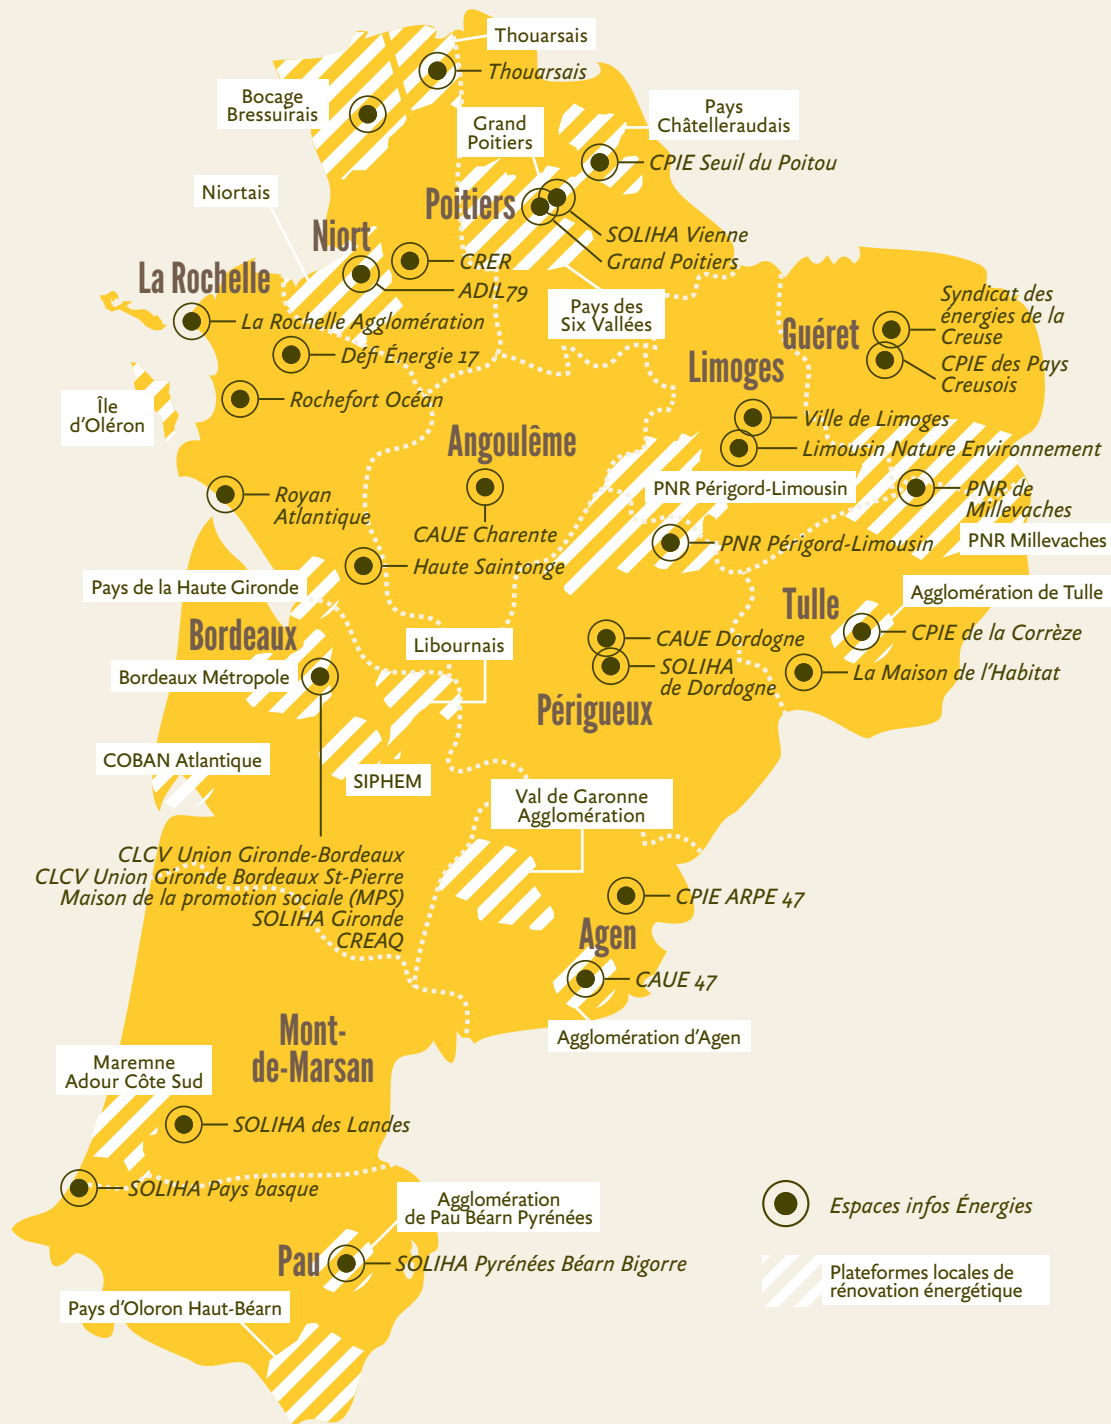 Thouarsais
Thouarsais
Bocage
Bressuirais
Grand
Poitiers
Pays
Châtelleraudais
CPIE Seuil du Poitou
Niortais
Poitiers
SOLIHA Vienne
Grand Poitiers
Niort
CRER
ADIL79
La Rochelle
La Rochelle Agglomération
Pays des
Six Vallées
Défi Énergie 17
Guéret
Syndicat des
énergies de la
Creuse
CPIE des Pays
Creusois
Limoges
Île
d'Oléron
Rochefort Océan
Ville de Limoges
Limousin Nature Environnement
Angoulême
Royan
Atlantique
CAUE Charente
PNR Périgord-Limousin
PNR de
Millevaches
PNR Périgord-Limousin
PNR Millevaches
Haute Saintonge
Pays de la Haute Gironde
Agglomération de Tulle
Tulle
CPIE de la Corrèze
Bordeaux
Libournais
CAUE Dordogne
SOLIHA
de Dordogne
La Maison de l'Habitat
Bordeaux Métropole
Périgueux
COBAN Atlantique
SIPHEM
Val de Garonne
Agglomération
CLCV Union Gironde-Bordeaux
CLCV Union Gironde Bordeaux St-Pierre
Maison de la promotion sociale (MPS)
SOLIHA Gironde
CREAQ
CPIE ARPE 47
Agen
CAUE 47
Agglomération d'Agen
Mont-
de-Marsan
Maremne
Adour Côte Sud
SOLIHA des Landes
SOLIHA Pays basque
Agglomération
de Pau Béarn Pyrénées
Pau
SOLIHA Pyrénées Béarn Bigorre
Pays d'Oloron Haut-Béarn
Espaces infos Énergies
Plateformes locales de
rénovation énergétique